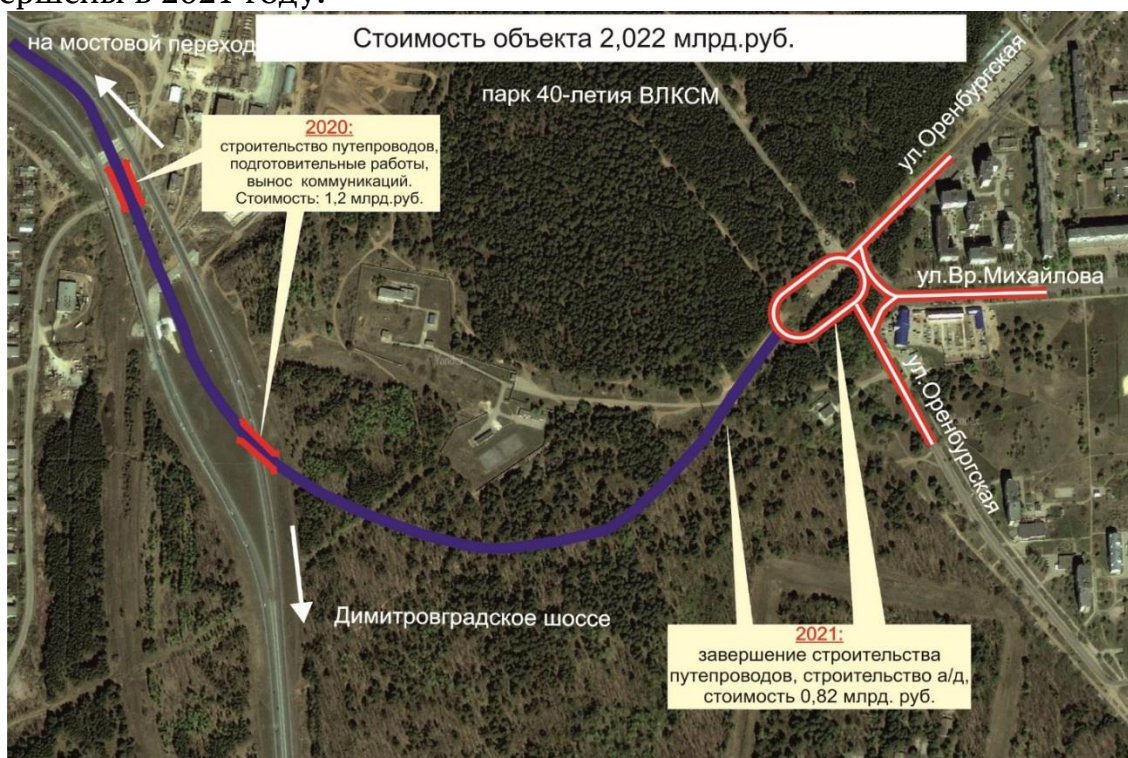 ершены в 2021 году.
на мостовой переход
Стоимость объекта 2,022 млрд.руб.
парк 40-летия ВЛКСМ
ул.Оренбургская
2020:
строительство путепроводов,
подготовительные работы,
вынос коммуникаций.
Стоимость: 1,2 млрд.руб.
ул.Вр.Михайлова
ул.Оренбургская
Димитровградское шоссе
2021:
завершение строительства
путепроводов, строительство а/д,
стоимость 0,82 млрд. руб.